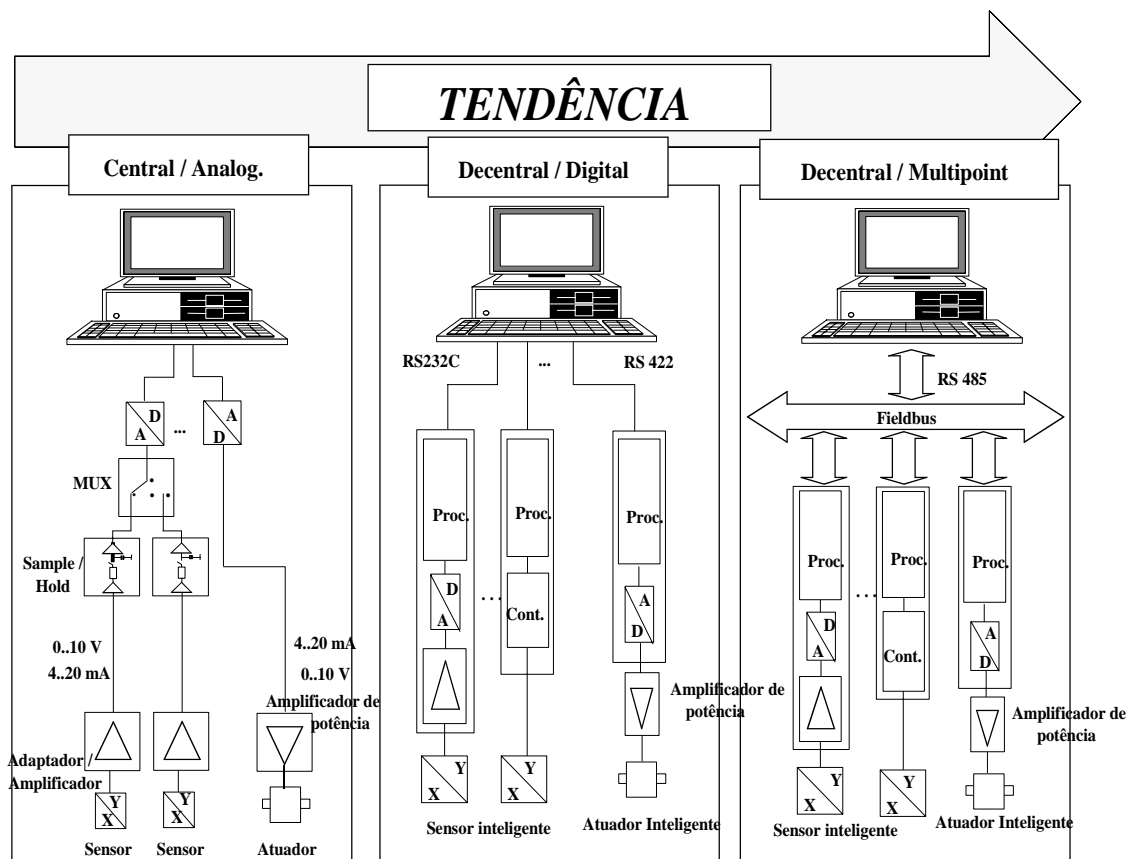 TENDÊNCIA
Central / Analog.
D
A
...
A
D
MUX
Sample /
Hold
0..10 V
4..20 mA
4..20 mA
0..10 V
Amplificador de
potência
Adaptador /
Amplificador
Y
X
Y
X
Sensor
Sensor
Atuador
Decentral / Digital
RS232C
...
RS 422
Proc.
Proc.
Proc.
D
A
...
Cont.
A
D
Amplificador de
potência
Y
X
Y
X
Sensor inteligente
Atuador Inteligente
Decentral / Multipoint
RS 485
Fieldbus
Proc.
Proc.
Proc.
D
A
...
Cont.
A
D
Amplificador de
potência
Y
X
Y
X
Sensor inteligente
Atuador Inteligente